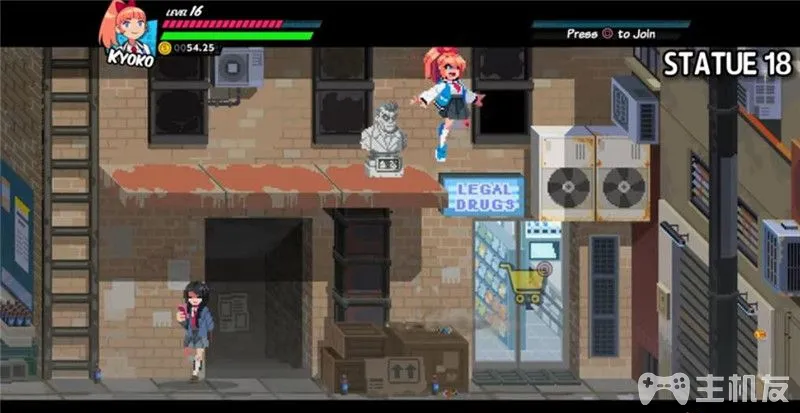 LEVEL 16
0054.25
KYOKO
Press ○ to Join
STATUE 18
LEGAL
DRUGS
主机友